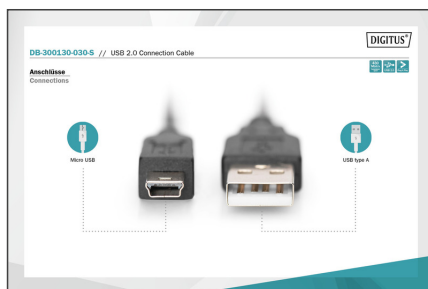 DIGITUS®
DB-300130-030-S // USB 2.0 Connection Cable
Anschlüsse
Connections
Micro USB
USB type A